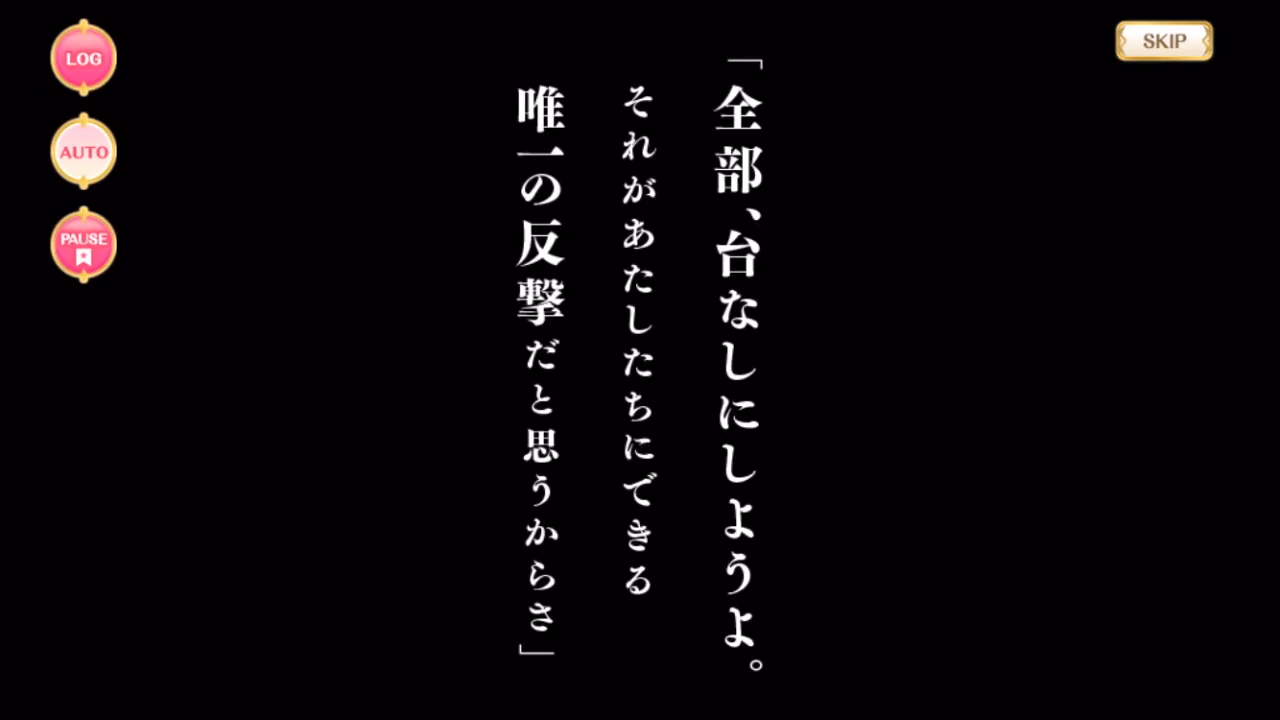 LOG
AUTO
PAUSE
SKIP
「全部、台なしにしようよ。
それがあたしたちにできる
唯一の反撃だと思うからさ」